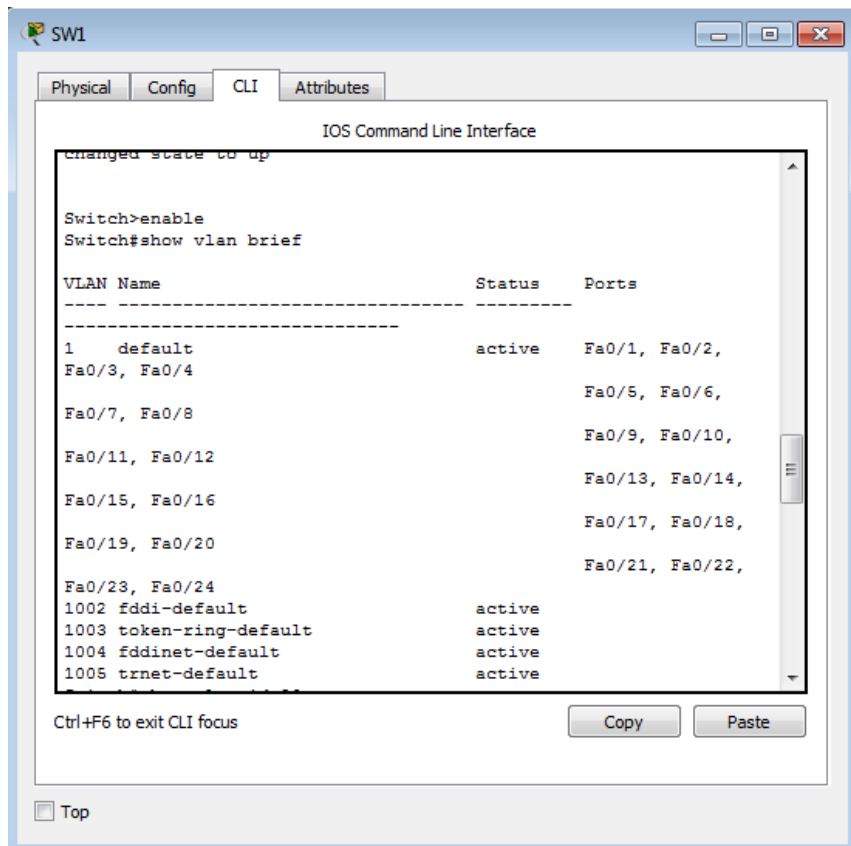 SW1
Physical Config CLI Attributes
IOS Command Line Interface
changed state to up
Switch>enable
Switch#show vlan brief
VLAN Name Status Ports
---- -------------------------------- ---------
-------------------------------
1 default active Fa0/1, Fa0/2,
Fa0/3, Fa0/4
Fa0/5, Fa0/6,
Fa0/7, Fa0/8
Fa0/9, Fa0/10,
Fa0/11, Fa0/12
Fa0/13, Fa0/14,
Fa0/15, Fa0/16
Fa0/17, Fa0/18,
Fa0/19, Fa0/20
Fa0/21, Fa0/22,
Fa0/23, Fa0/24
1002 fddi-default active
1003 token-ring-default active
1004 fddinet-default active
1005 trnet-default active
Ctrl+F6 to exit CLI focus
Copy Paste
Top